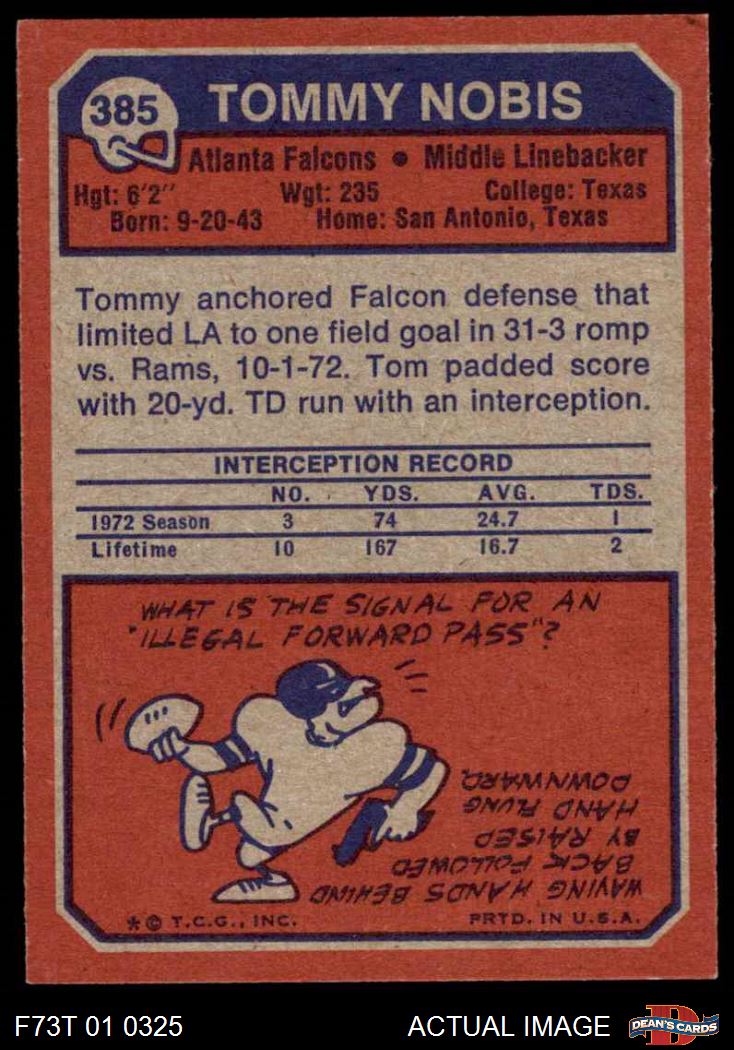 385
TOMMY NOBIS
Atlanta Falcons • Middle Linebacker
Hgt: 6'2" Wgt: 235 College: Texas
Born: 9-20-43 Home: San Antonio, Texas
Tommy anchored Falcon defense that
limited LA to one field goal in 31-3 romp
vs. Rams, 10-1-72. Tom padded score
with 20-yd. TD run with an interception.
INTERCEPTION RECORD
NO. YDS. AVG. TDS.
1972 Season 3 74 24.7 1
Lifetime 10 167 16.7 2
WHAT IS THE SIGNAL FOR AN
"ILLEGAL FORWARD PASS"?
WAVING HANDS BEHIND
BACK FOLLOWED
BY RAISED
HAND FLUNG
DOWNWARD.
* © T.C.G., INC. PRTD. IN U.S.A.
F73T 01 0325 ACTUAL IMAGE D DEAN'S CARDS